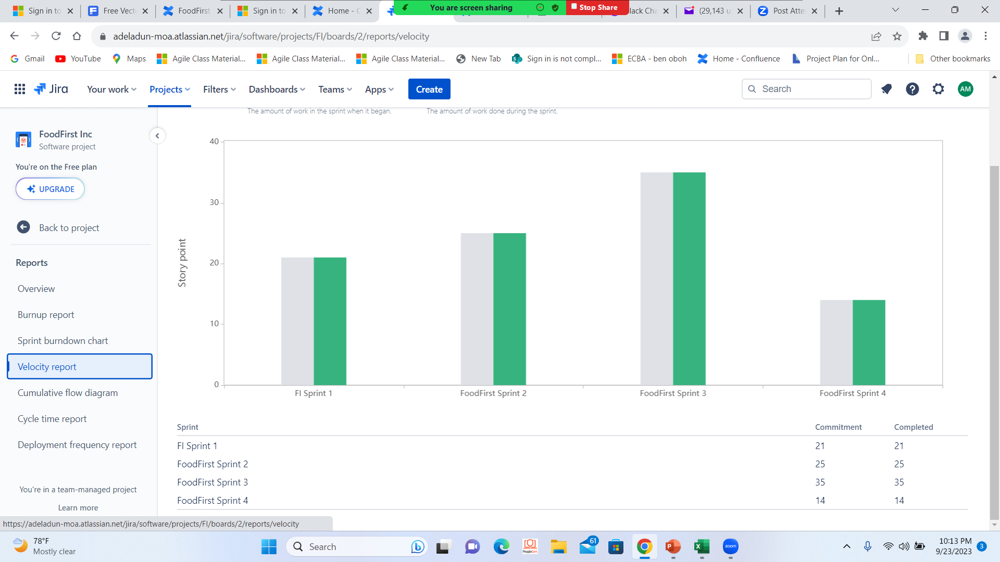 Sign in to
Free Vect
FoodFirst
Sign in to
Home - C
You are screen sharing
Stop Share
lack Cha
(29,143 u
Post Atte
adeladun-moa.atlassian.net/jira/software/projects/FI/boards/2/reports/velocity
Gmail
YouTube
Maps
Agile Class Material...
Agile Class Material...
Agile Class Material...
New Tab
Sign in is not compl...
ECBA - ben oboh
Home - Confluence
Project Plan for Onl...
Other bookmarks
Jira
Your work
Projects
Filters
Dashboards
Teams
Apps
Create
Search
AM
FoodFirst Inc
Software project
You're on the Free plan
UPGRADE
Back to project
Reports
Overview
Burnup report
Sprint burndown chart
Velocity report
Cumulative flow diagram
Cycle time report
Deployment frequency report
You're in a team-managed project
Learn more
The amount of work in the sprint when it began.
The amount of work done during the sprint.
Story point
40
30
20
10
0
FI Sprint 1
FoodFirst Sprint 2
FoodFirst Sprint 3
FoodFirst Sprint 4
Sprint Commitment Completed
FI Sprint 1 21 21
FoodFirst Sprint 2 25 25
FoodFirst Sprint 3 35 35
FoodFirst Sprint 4 14 14
https://adeladun-moa.atlassian.net/jira/software/projects/FI/boards/2/reports/velocity
78°F
Mostly clear
Search
PeopleCert
61
zoom
10:13 PM
9/23/2023
3